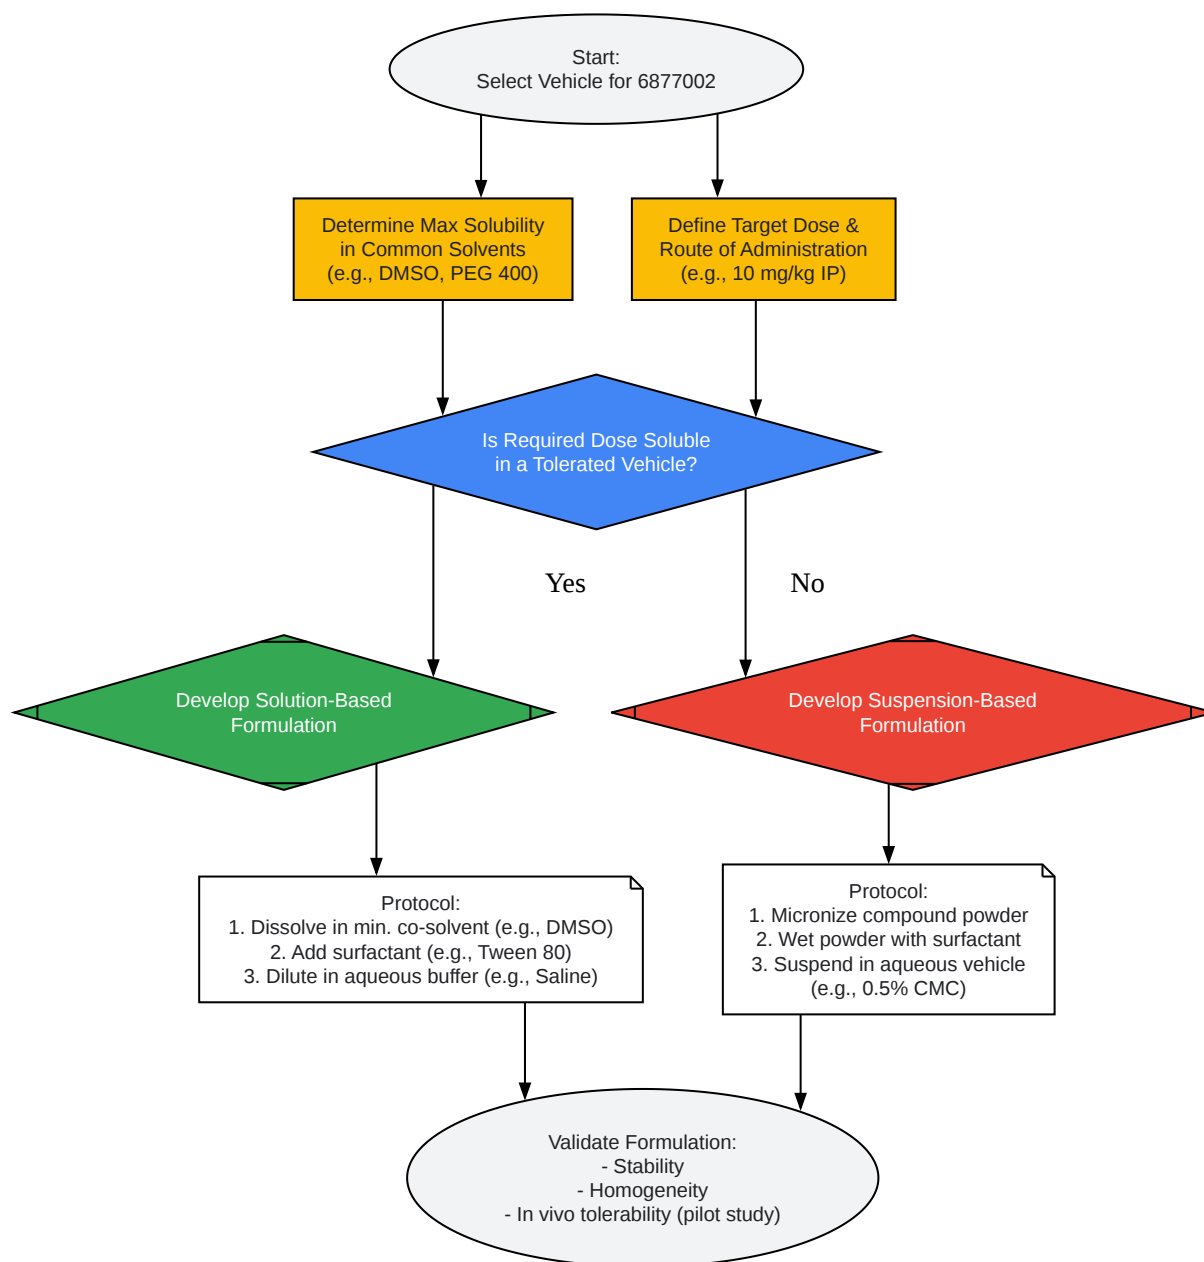 Start:
Select Vehicle for 6877002
Determine Max Solubility
in Common Solvents
(e.g., DMSO, PEG 400)
Define Target Dose &
Route of Administration
(e.g., 10 mg/kg IP)
Is Required Dose Soluble
in a Tolerated Vehicle?
Yes
No
Develop Solution-Based
Formulation
Develop Suspension-Based
Formulation
Protocol:
1. Dissolve in min. co-solvent (e.g., DMSO)
2. Add surfactant (e.g., Tween 80)
3. Dilute in aqueous buffer (e.g., Saline)
Protocol:
1. Micronize compound powder
2. Wet powder with surfactant
3. Suspend in aqueous vehicle
(e.g., 0.5% CMC)
Validate Formulation:
- Stability
- Homogeneity
- In vivo tolerability (pilot study)